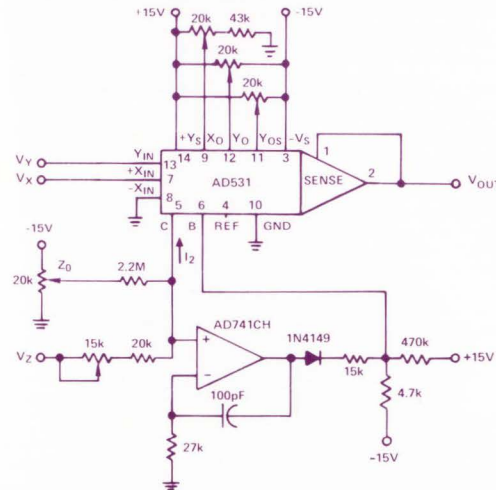 +15V
-15V
20k
43k
20k
20k
+YS XO YO YOS -VS
14 9 12 11 3
VY YIN 13
VX +XIN 7
-XIN 8
AD531
SENSE
1
2
VOUT
5 6 4 10
C B REF GND
I2
-15V
ZO
2.2M
20k
AD741CH
VZ
15k
20k
+
−
1N4149
15k
470k
+15V
100pF
4.7k
27k
-15V